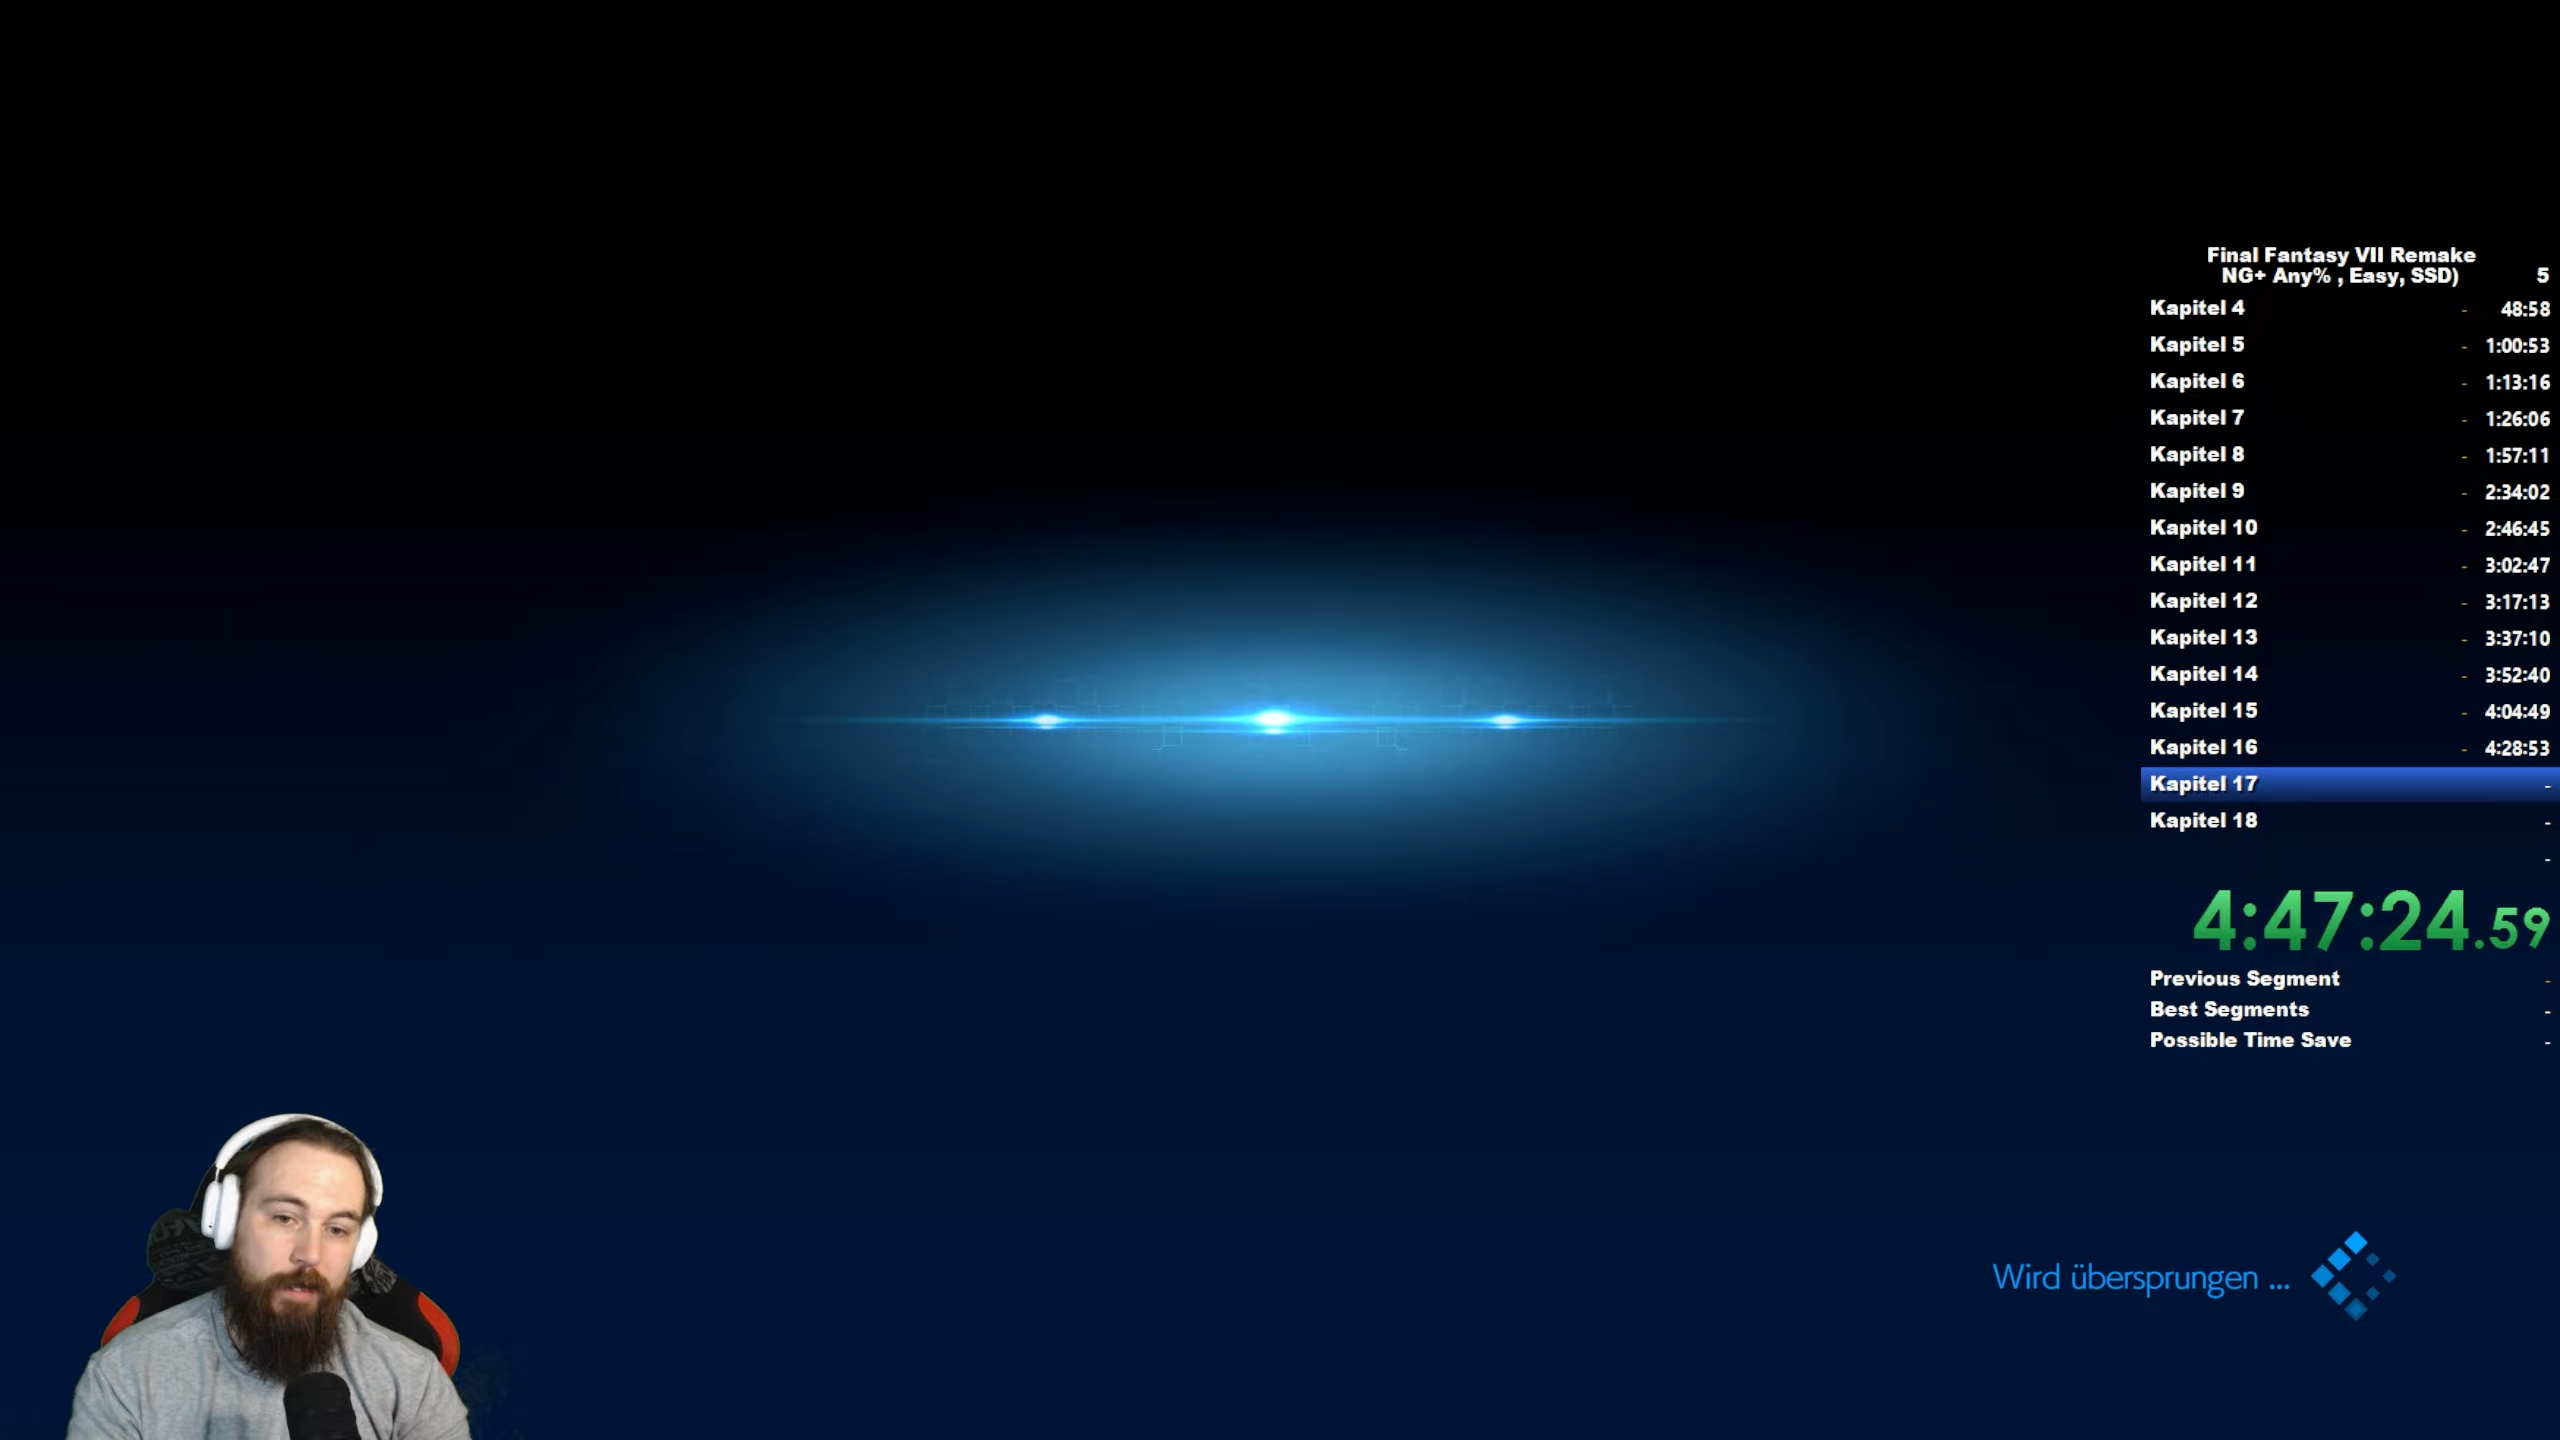 Final Fantasy VII Remake
NG+ Any% , Easy, SSD) 5
Kapitel 4 - 48:58
Kapitel 5 - 1:00:53
Kapitel 6 - 1:13:16
Kapitel 7 - 1:26:06
Kapitel 8 - 1:57:11
Kapitel 9 - 2:34:02
Kapitel 10 - 2:46:45
Kapitel 11 - 3:02:47
Kapitel 12 - 3:17:13
Kapitel 13 - 3:37:10
Kapitel 14 - 3:52:40
Kapitel 15 - 4:04:49
Kapitel 16 - 4:28:53
Kapitel 17 -
Kapitel 18 -
-
4:47:24.59
Previous Segment -
Best Segments -
Possible Time Save -
Wird übersprungen ...